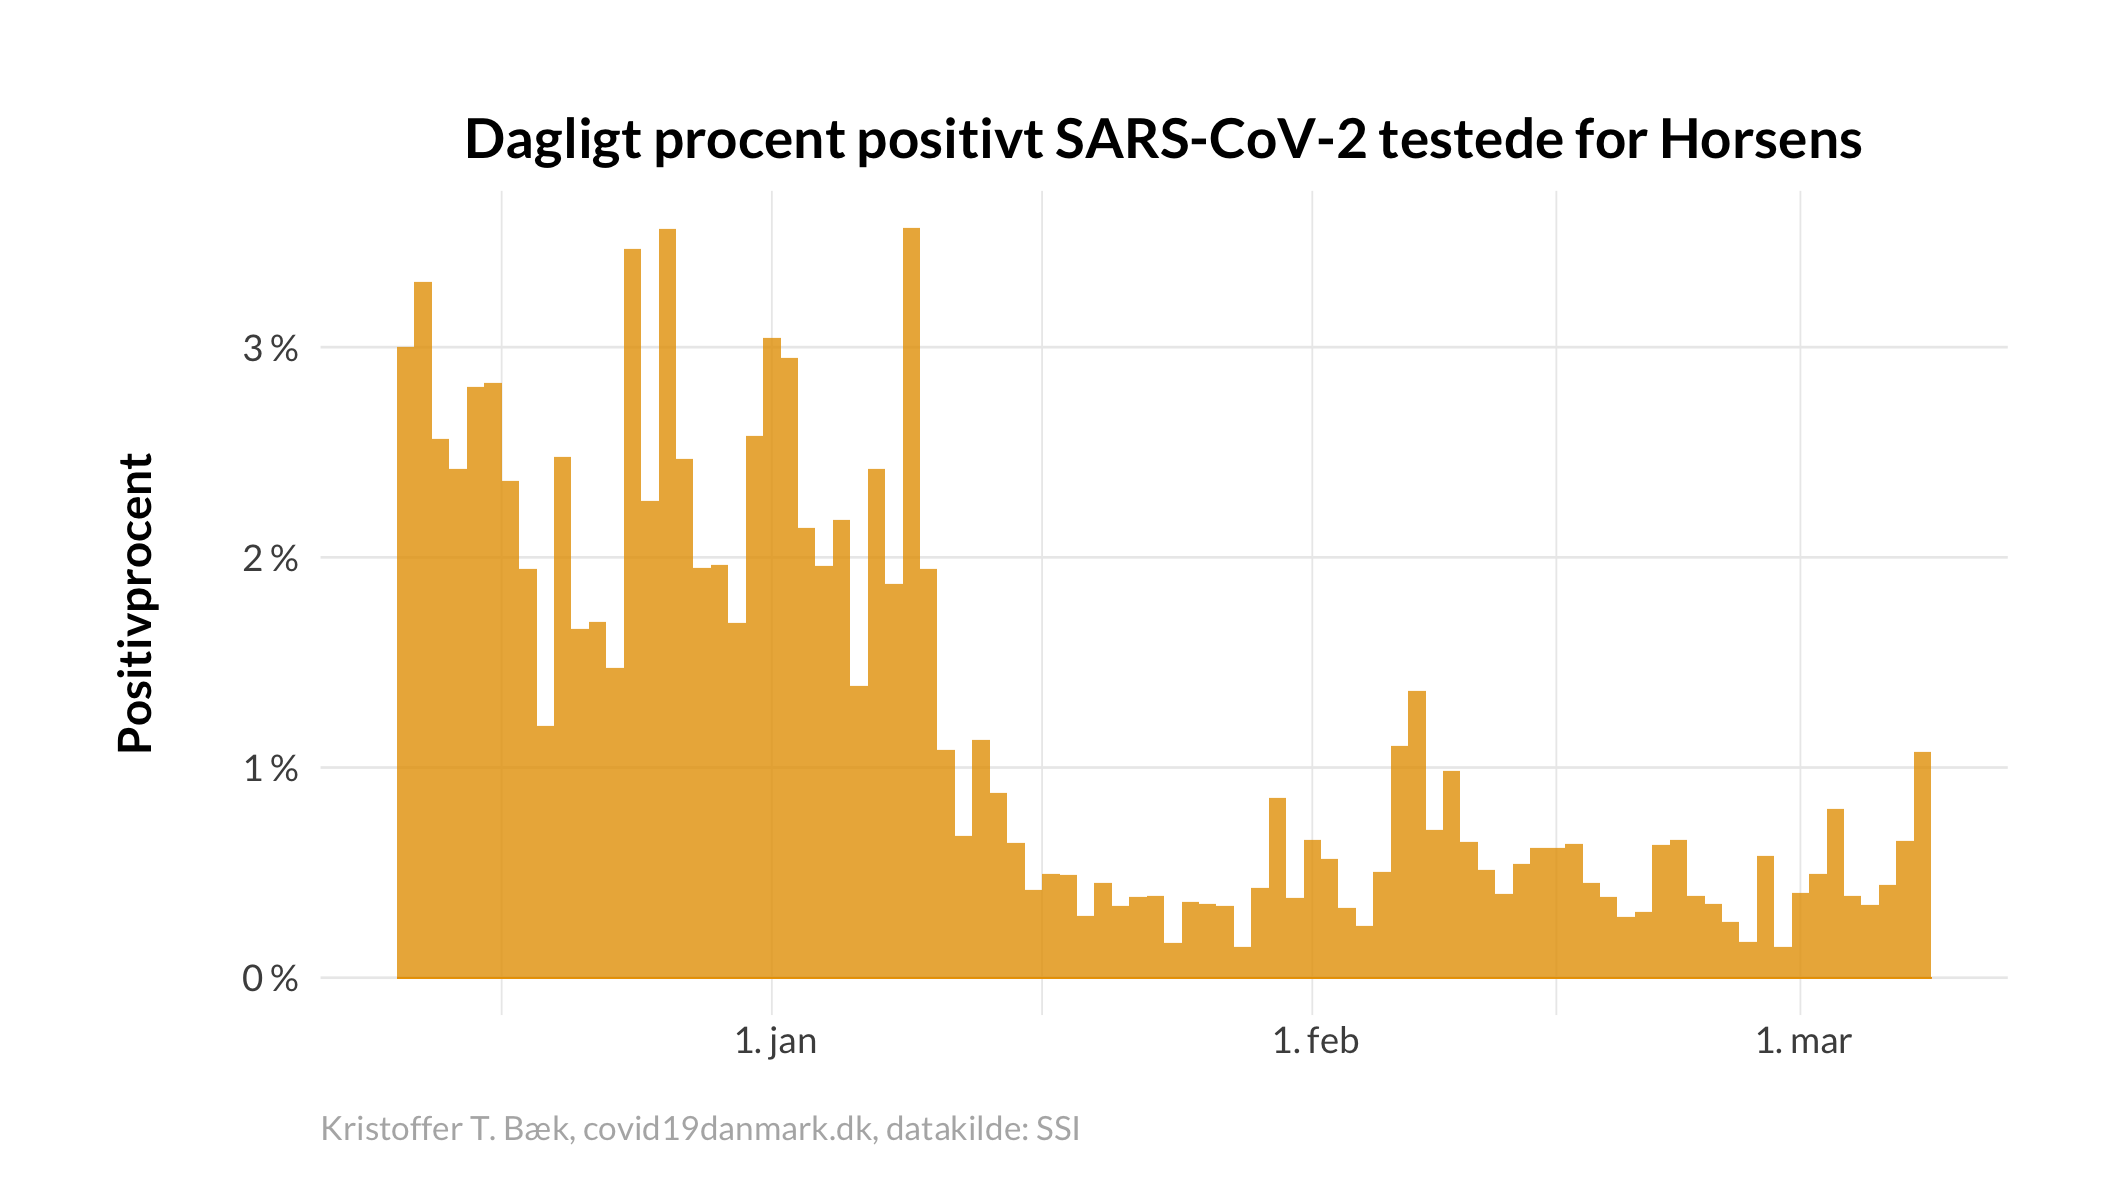 Dagligt procent positivt SARS-CoV-2 testede for Horsens
Positivprocent
3 %
2 %
1 %
0 %
1. jan
1. feb
1. mar
Kristoffer T. Bæk, covid19danmark.dk, datakilde: SSI